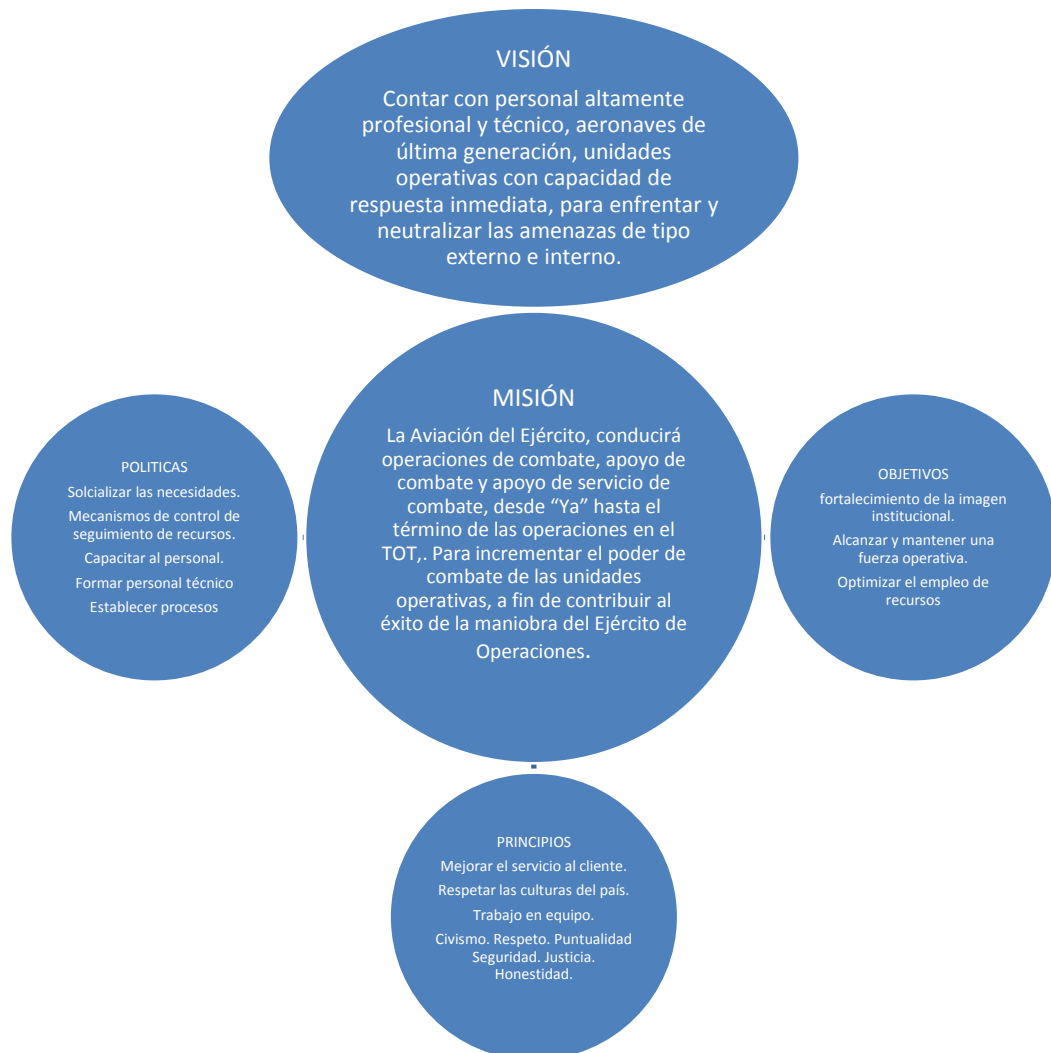 VISIÓN
Contar con personal altamente
profesional y técnico, aeronaves de
última generación, unidades
operativas con capacidad de
respuesta inmediata, para enfrentar y
neutralizar las amenazas de tipo
externo e interno.
MISIÓN
La Aviación del Ejército, conducirá
operaciones de combate, apoyo de
combate y apoyo de servicio de
combate, desde “Ya” hasta el
término de las operaciones en el
TOT,. Para incrementar el poder de
combate de las unidades
operativas, a fin de contribuir al
éxito de la maniobra del Ejército de
Operaciones.
POLITICAS
Solcializar las necesidades.
Mecanismos de control de
seguimiento de recursos.
Capacitar al personal.
Formar personal técnico
Establecer procesos
OBJETIVOS
fortalecimiento de la imagen
institucional.
Alcanzar y mantener una
fuerza operativa.
Optimizar el empleo de
recursos
PRINCIPIOS
Mejorar el servicio al cliente.
Respetar las culturas del país.
Trabajo en equipo.
Civismo. Respeto. Puntualidad
Seguridad. Justicia.
Honestidad.